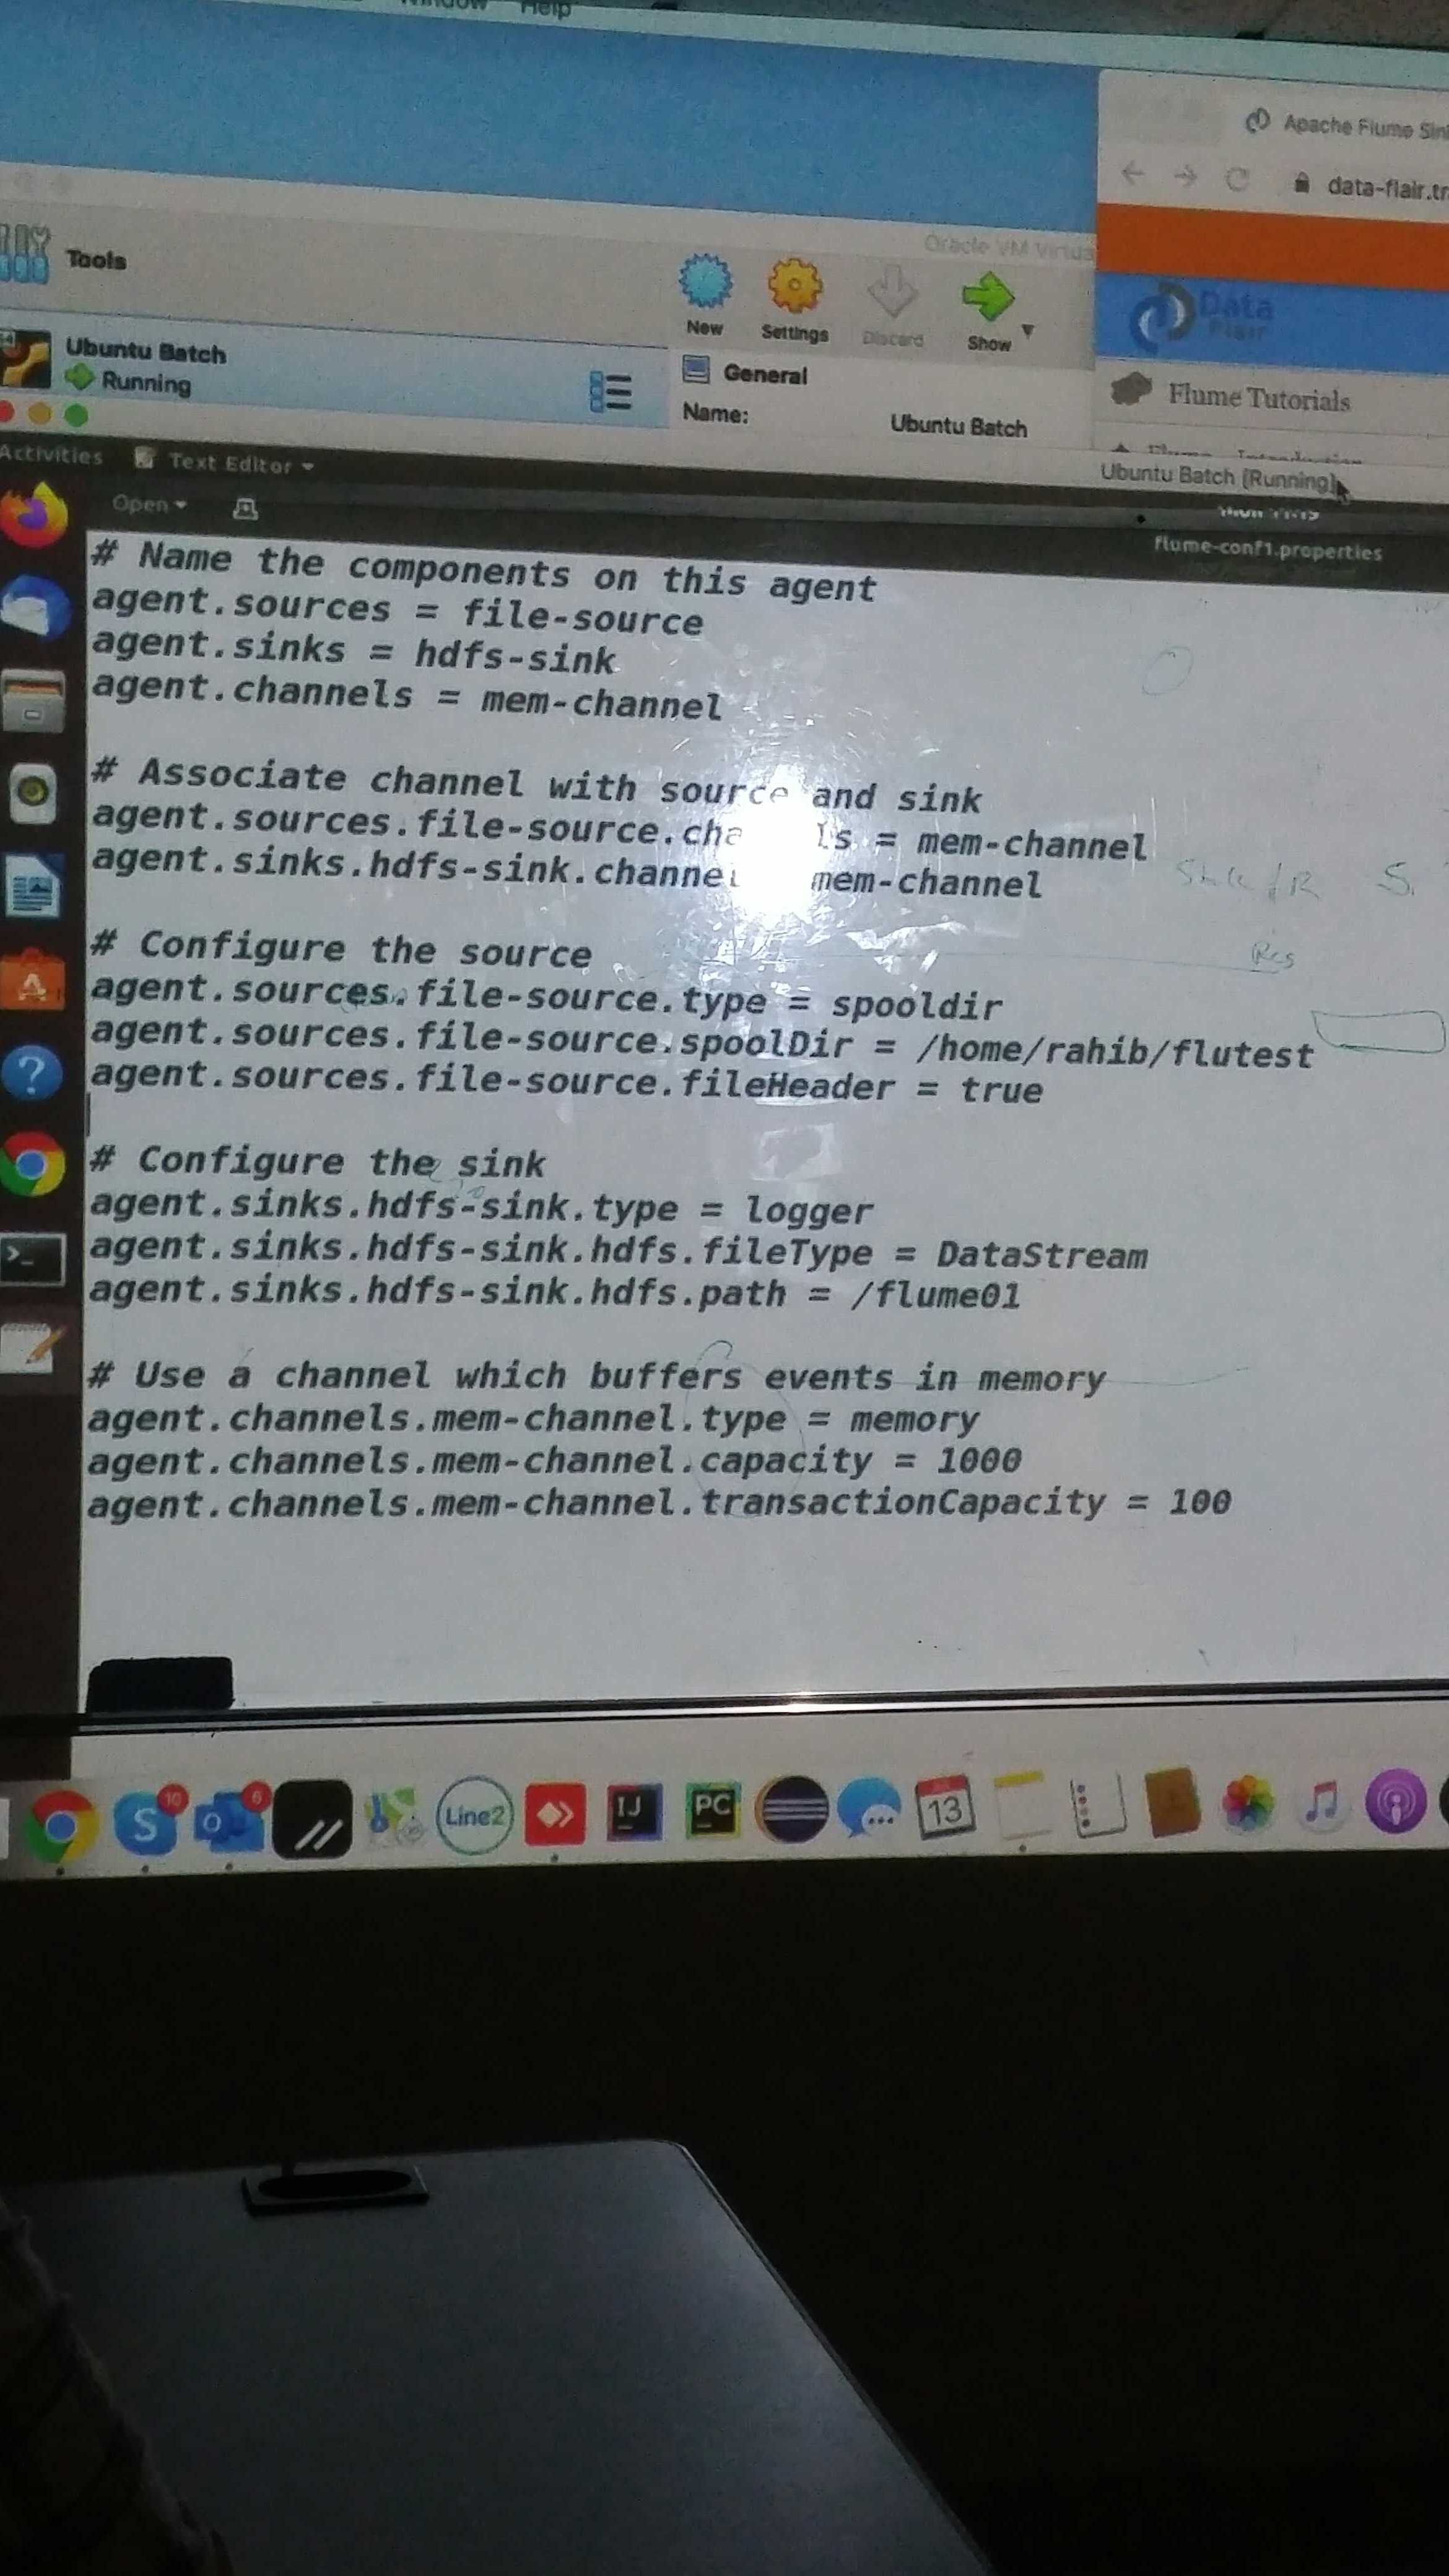 Window Help
Apache Flume Sin
data-flair.tr
Oracle VM Virtua
Tools
New
Settings
Discard
Show
Data
Flair
Ubuntu Batch
Running
General
Name:
Ubuntu Batch
Flume Tutorials
Ubuntu Batch [Running]
Activities
Text Editor
Open
flume-conf1.properties
# Name the components on this agent
agent.sources = file-source
agent.sinks = hdfs-sink
agent.channels = mem-channel
# Associate channel with source and sink
agent.sources.file-source.cha ls = mem-channel
agent.sinks.hdfs-sink.channel mem-channel
# Configure the source
agent.sources.file-source.type = spooldir
agent.sources.file-source.spoolDir = /home/rahib/flutest
agent.sources.file-source.fileHeader = true
# Configure the sink
agent.sinks.hdfs-sink.type = logger
agent.sinks.hdfs-sink.hdfs.fileType = DataStream
agent.sinks.hdfs-sink.hdfs.path = /flume01
# Use a channel which buffers events in memory
agent.channels.mem-channel.type = memory
agent.channels.mem-channel.capacity = 1000
agent.channels.mem-channel.transactionCapacity = 100
10
6
Line2
IJ
PC
13